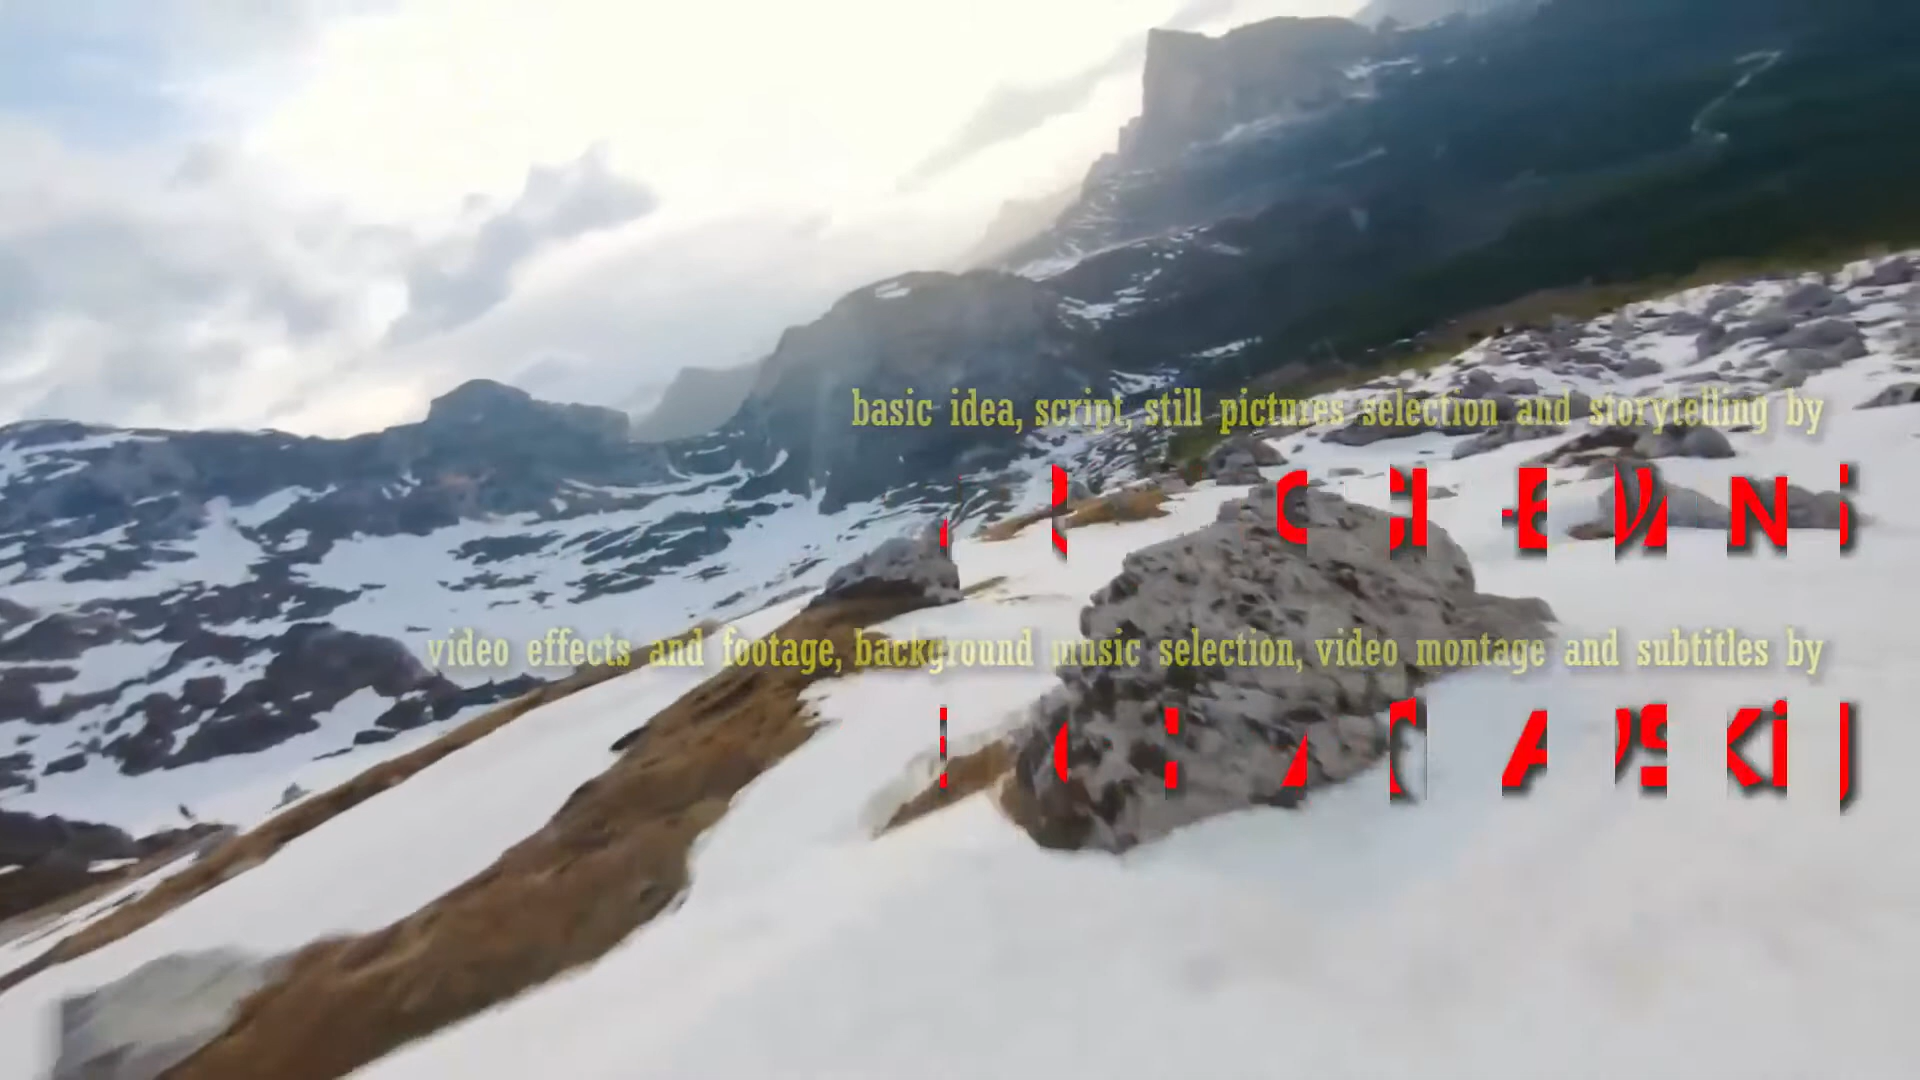 basic idea, script, still pictures selection and storytelling by
video effects and footage, background music selection, video montage and subtitles by